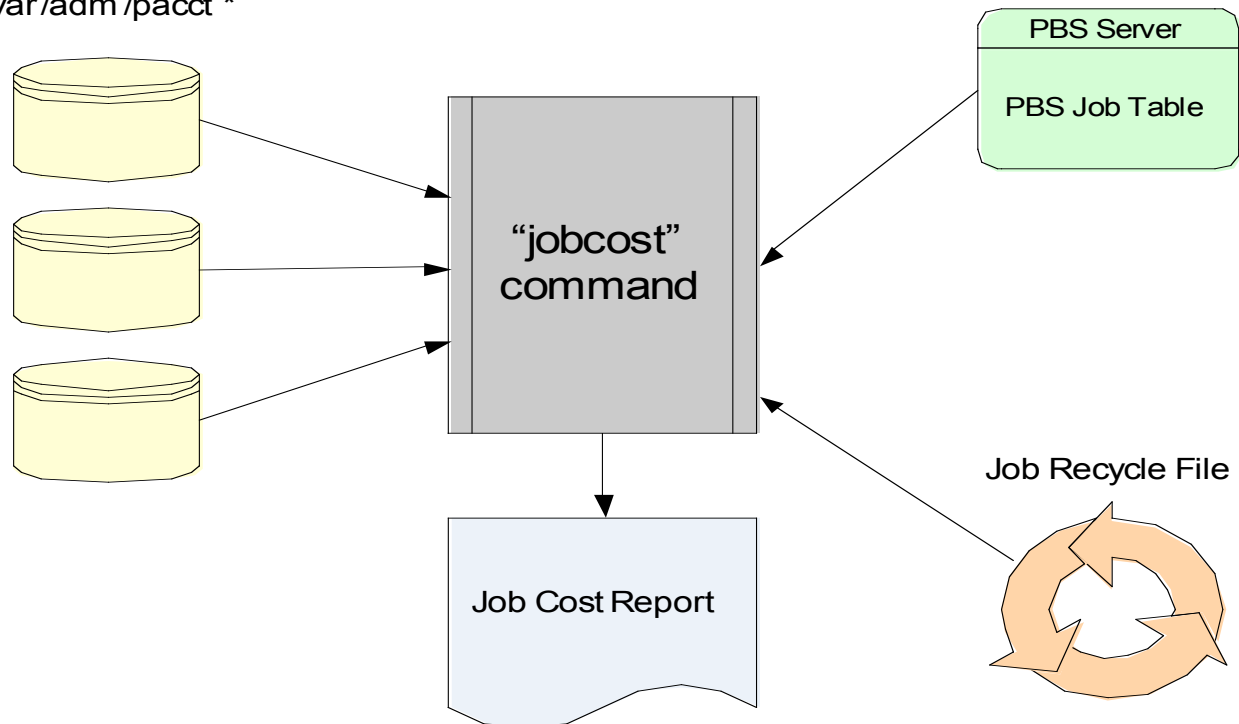 var/adm/pacct *
PBS Server
PBS Job Table
“jobcost”
command
Job Recycle File
Job Cost Report